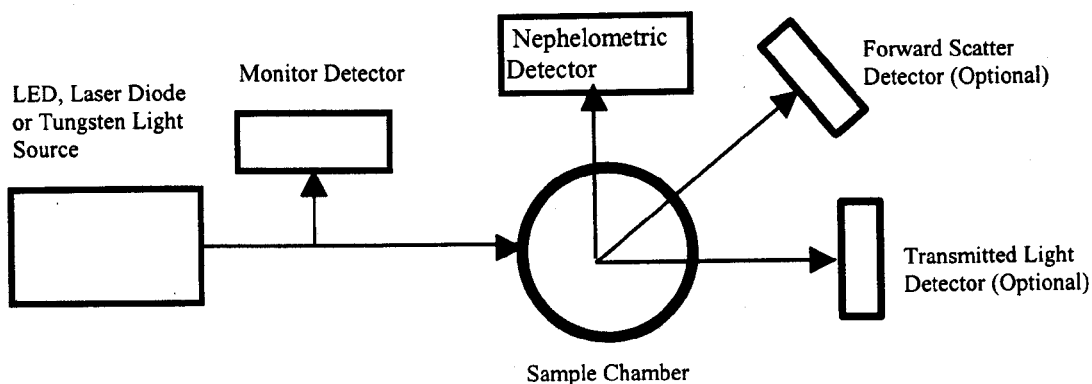 LED, Laser Diode
or Tungsten Light
Source
Monitor Detector
Nephelometric
Detector
Forward Scatter
Detector (Optional)
Transmitted Light
Detector (Optional)
Sample Chamber